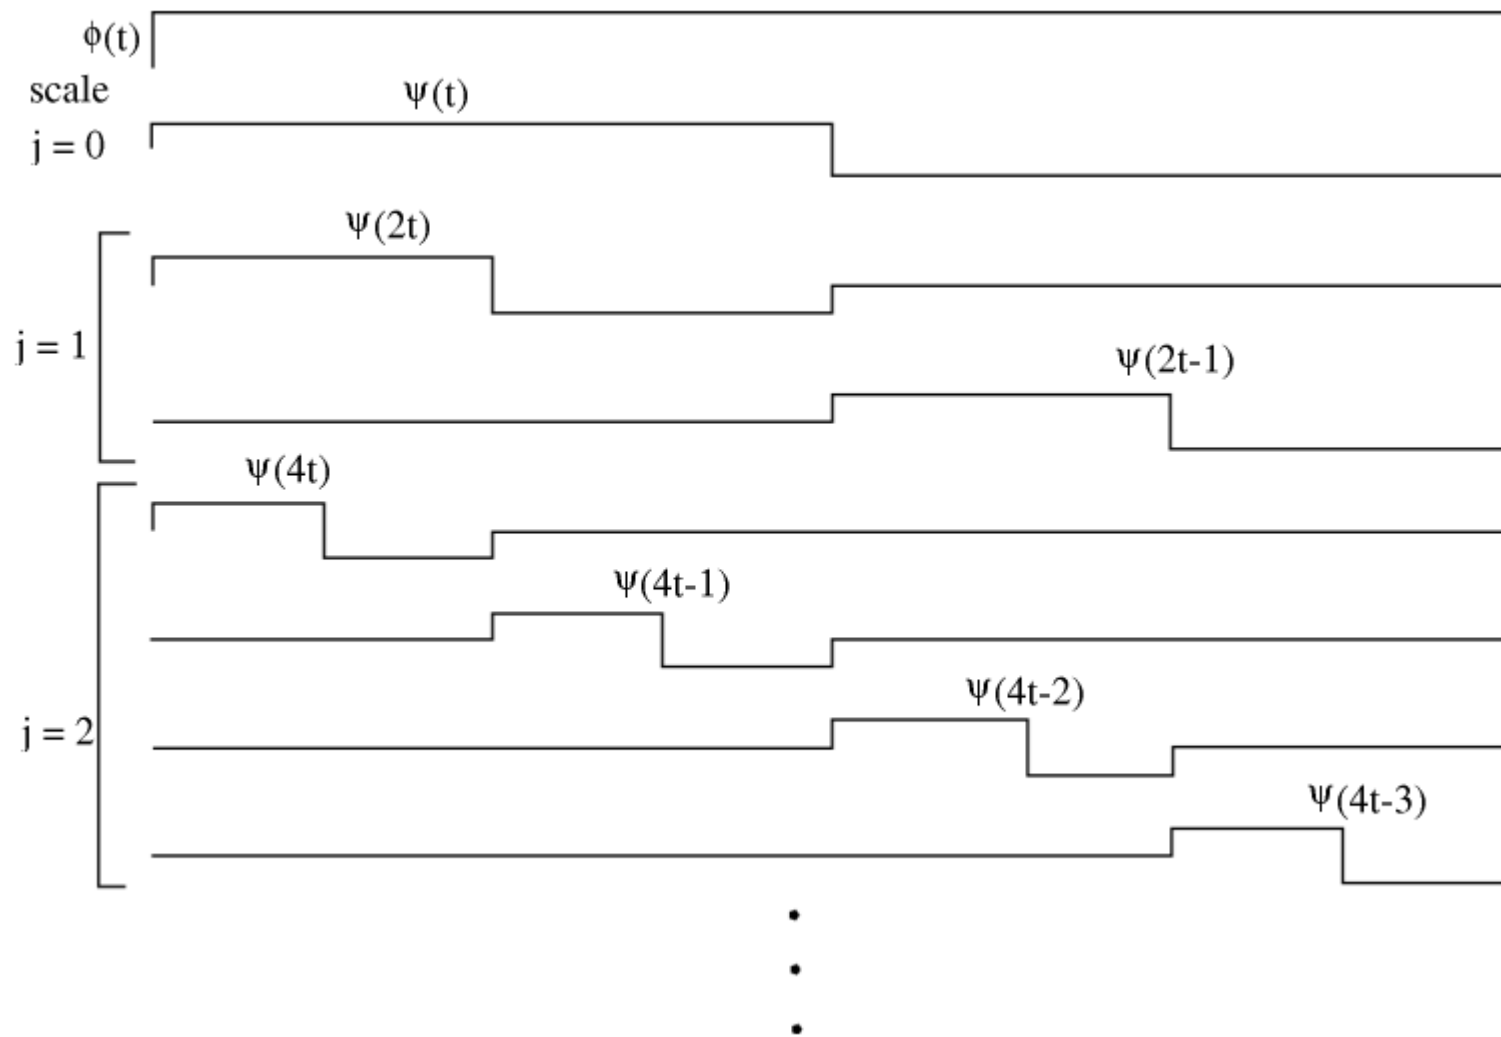 ϕ(t)
scale
ψ(t)
j = 0
ψ(2t)
j = 1
ψ(2t-1)
ψ(4t)
ψ(4t-1)
ψ(4t-2)
j = 2
ψ(4t-3)